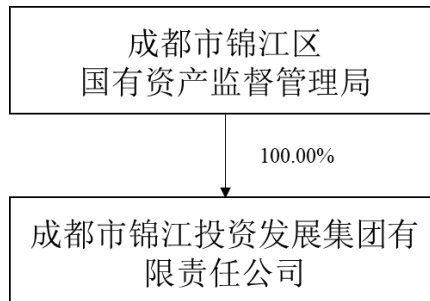 成都市锦江区
国有资产监督管理局
100.00%
成都市锦江投资发展集团有
限责任公司